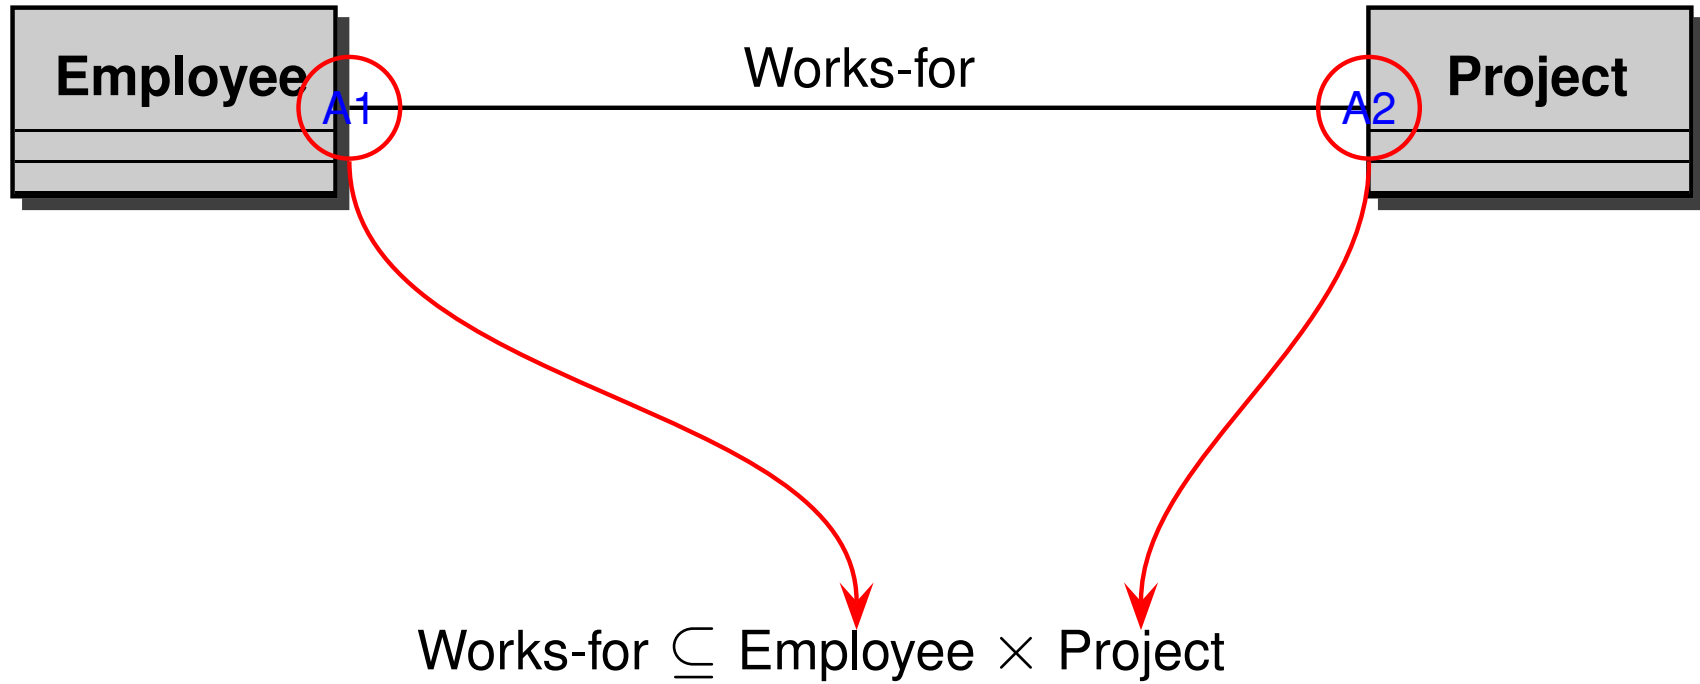 Employee
A1
Works-for
A2
Project
Works-for ⊆ Employee × Project